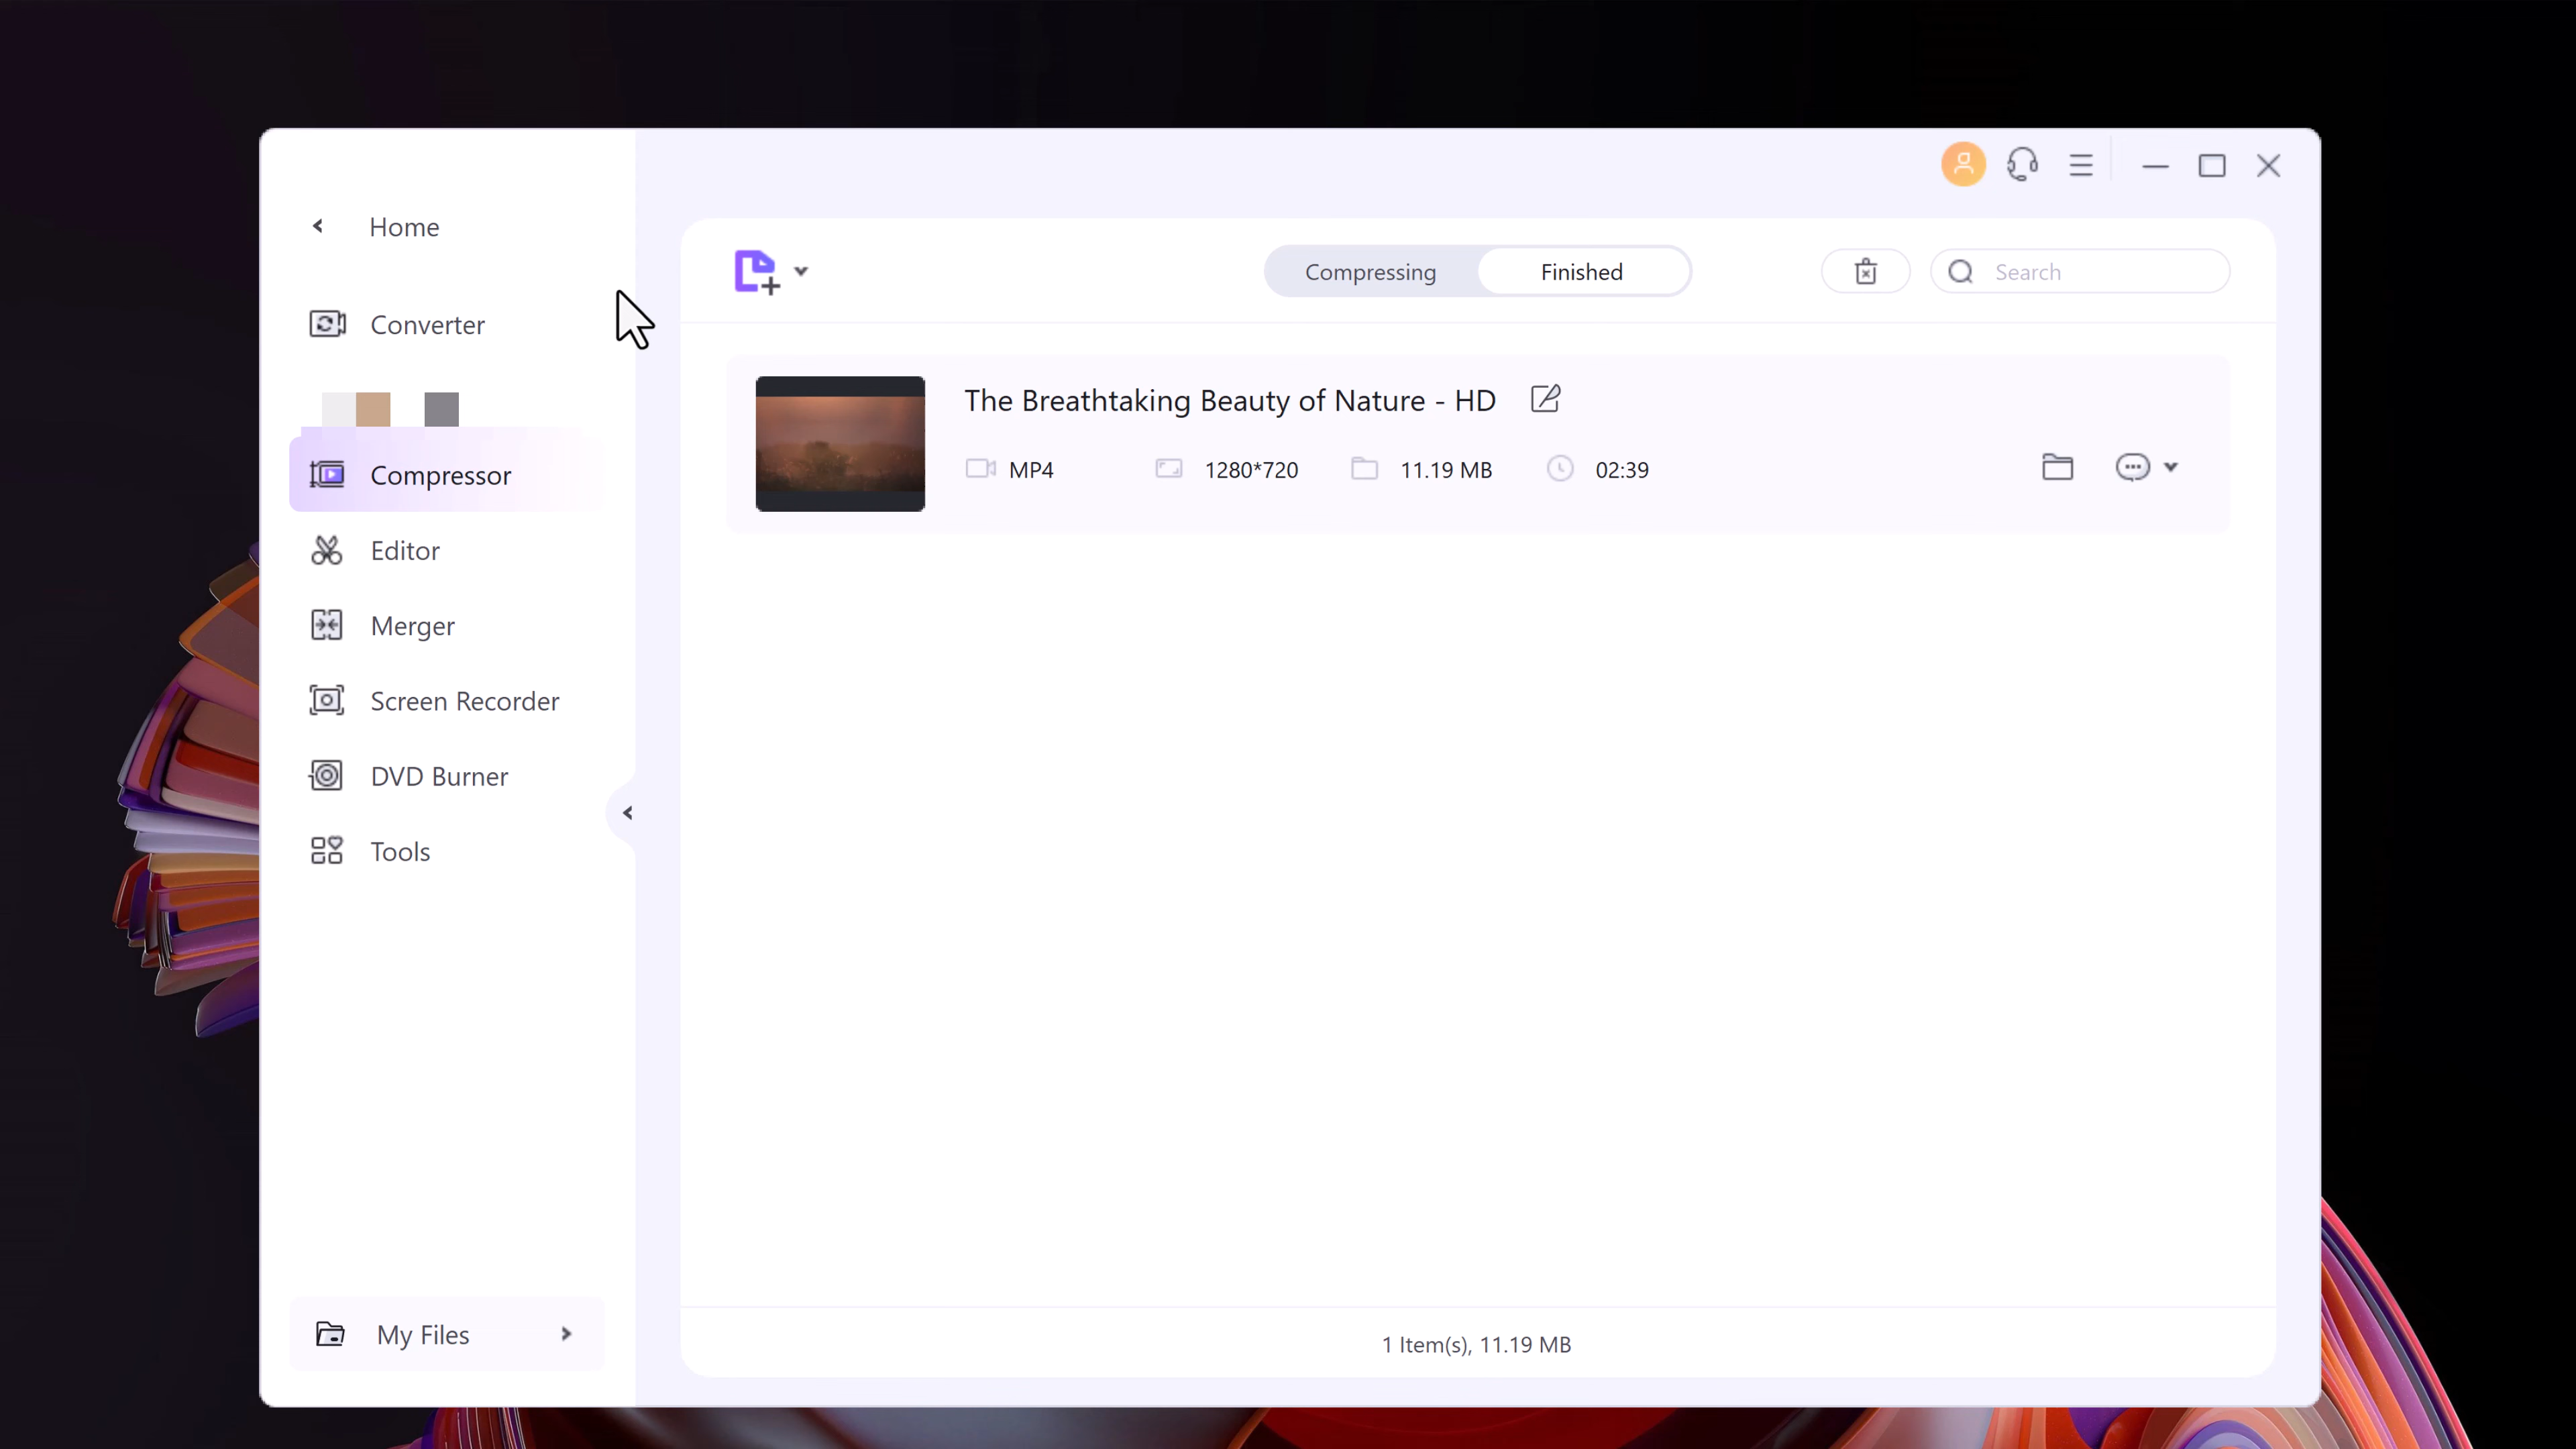 Home
Converter
Compressor
Editor
Merger
Screen Recorder
DVD Burner
Tools
My Files
Compressing
Finished
Search
The Breathtaking Beauty of Nature - HD
MP4
1280*720
11.19 MB
02:39
1 Item(s), 11.19 MB